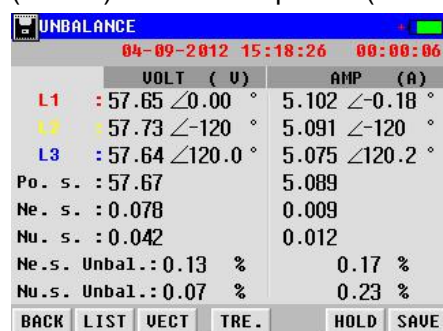 UNBALANCE
04-09-2012 15:18:26 00:00:06
VOLT ( V) AMP (A)
L1 :57.65 ∠0.00 ° 5.102 ∠-0.18 °
L2 :57.73 ∠-120 ° 5.091 ∠-120 °
L3 :57.64 ∠120.0 ° 5.075 ∠120.2 °
Po. s. :57.67 5.089
Ne. s. :0.078 0.009
Nu. s. :0.042 0.012
Ne.s. Unbal.:0.13 % 0.17 %
Nu.s. Unbal.:0.07 % 0.23 %
BACK LIST VECT TRE. HOLD SAVE